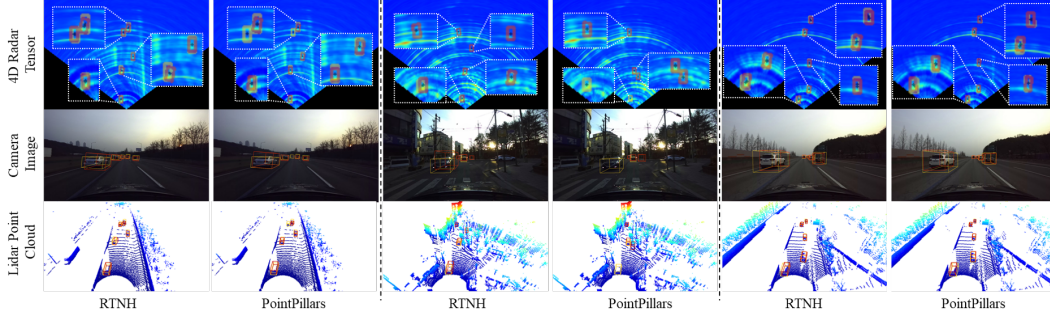 4D Radar
Tensor
Camera
Image
Lidar Point
Cloud
RTNH
PointPillars
RTNH
PointPillars
RTNH
PointPillars